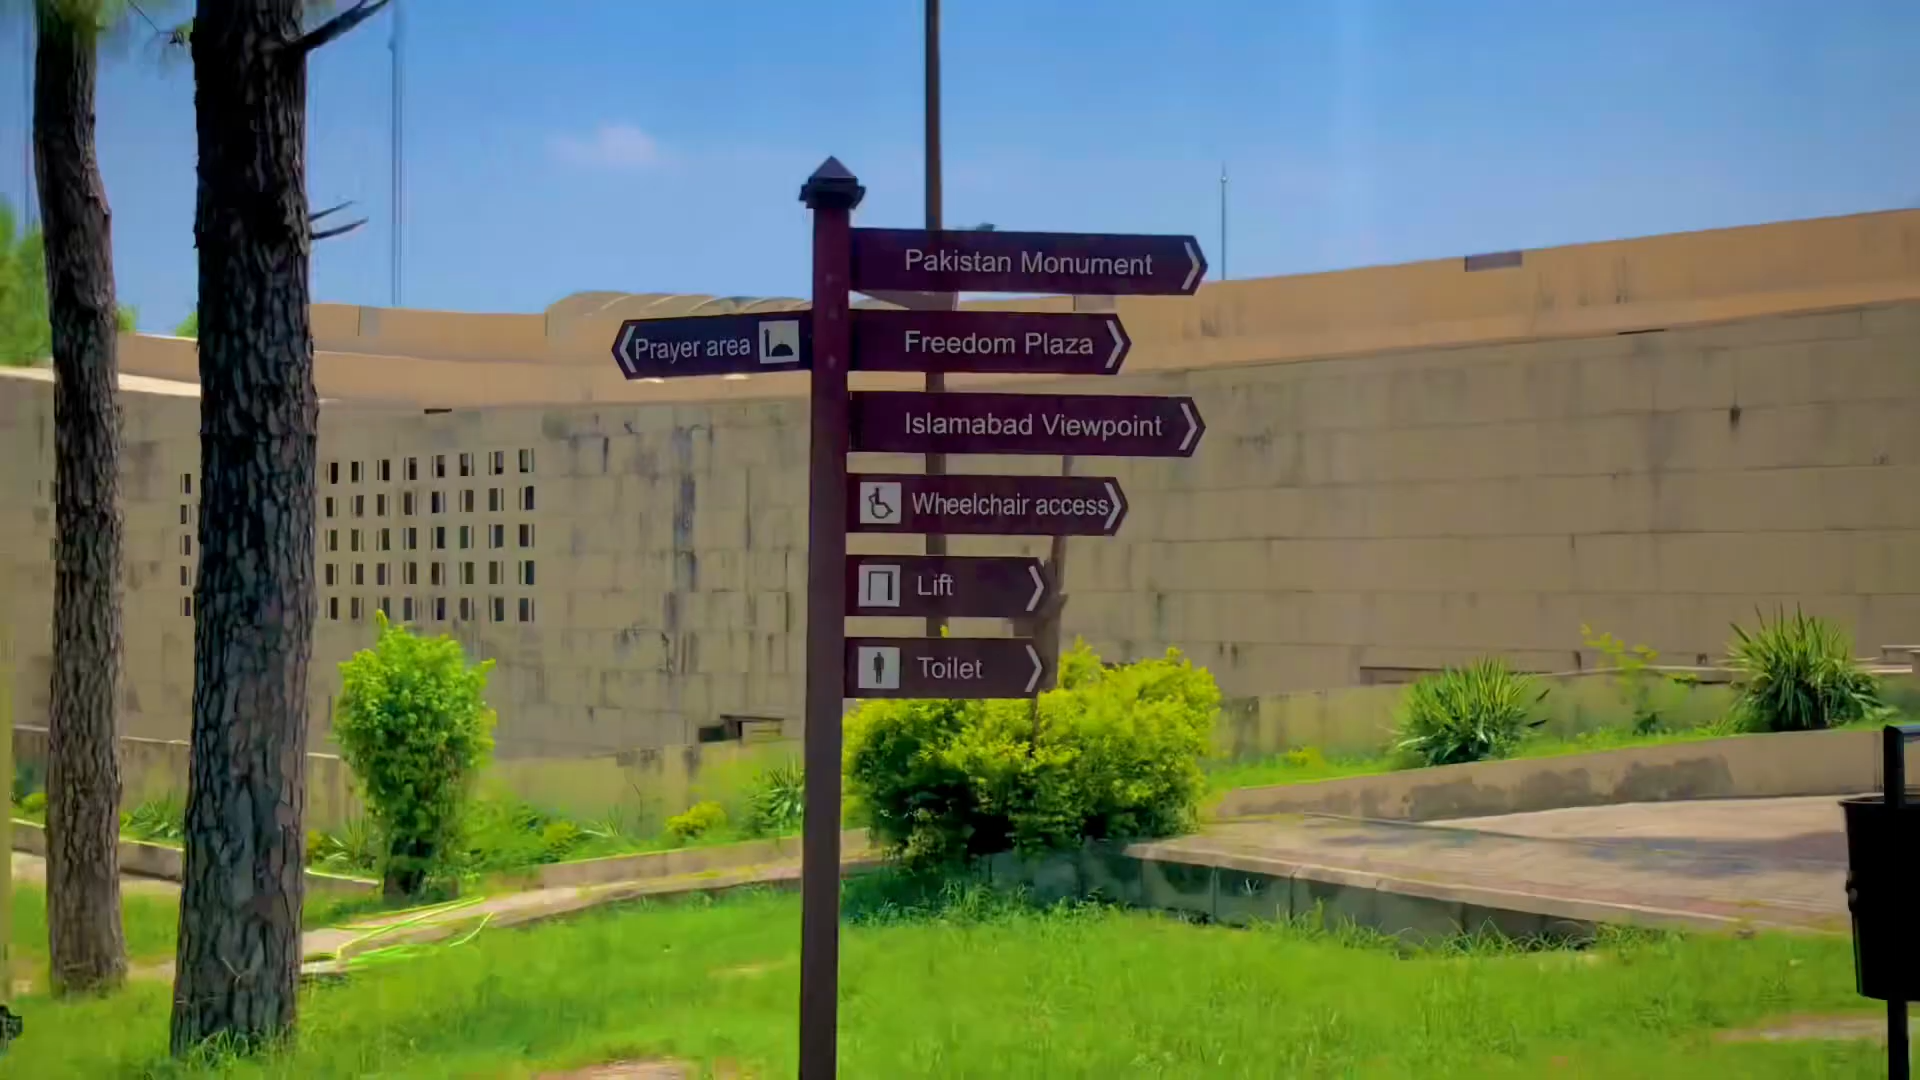 Pakistan Monument
Prayer area
Freedom Plaza
Islamabad Viewpoint
Wheelchair access
Lift
Toilet